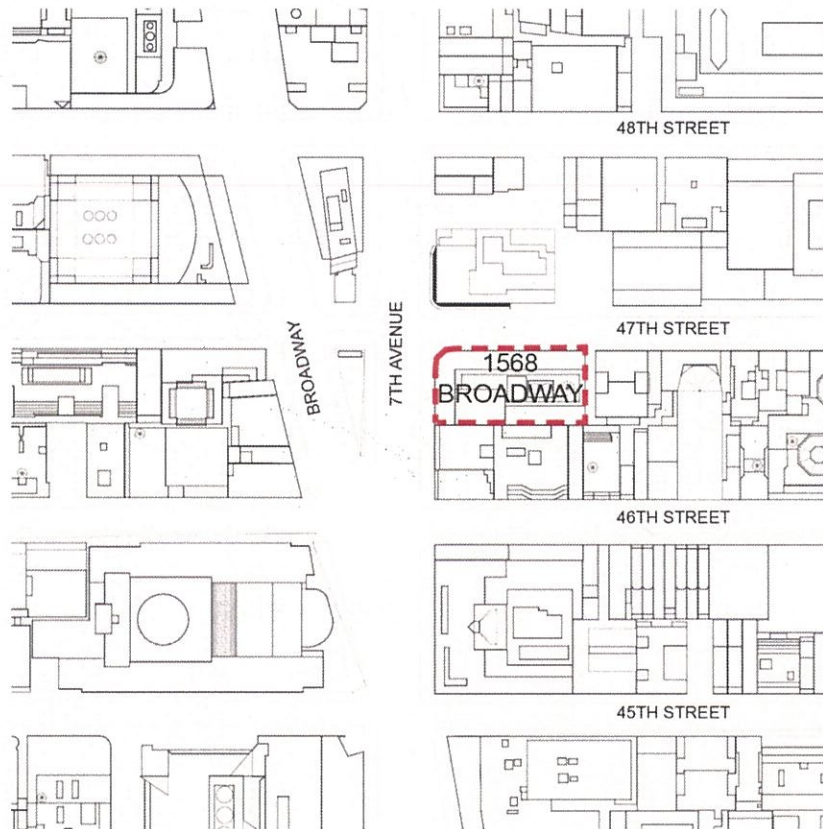 48TH STREET
47TH STREET
BROADWAY
7TH AVENUE
1568
BROADWAY
46TH STREET
45TH STREET